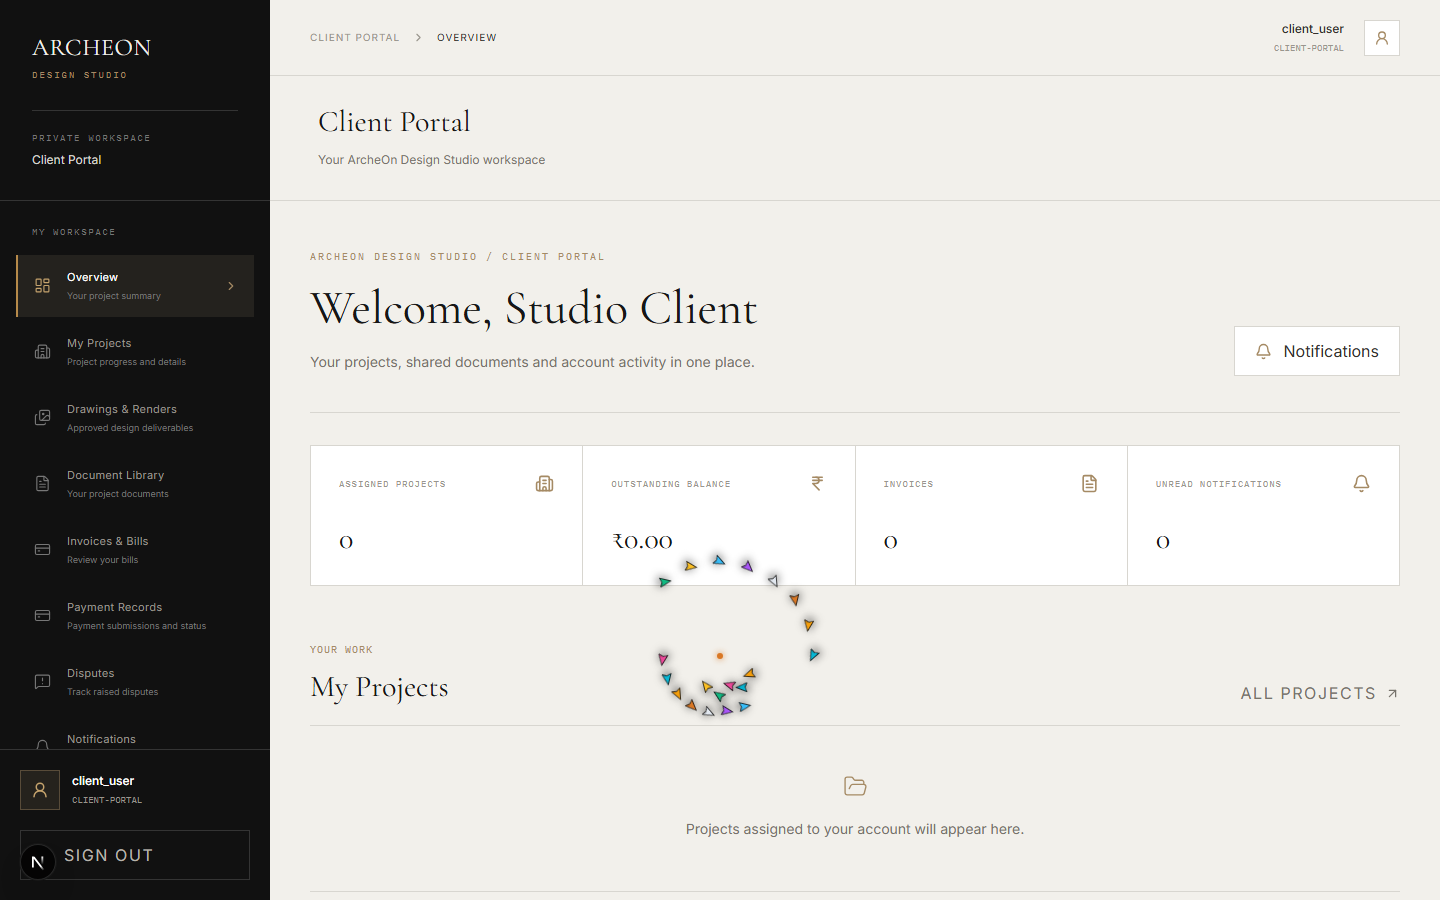 ARCHEON
DESIGN STUDIO
PRIVATE WORKSPACE
Client Portal
MY WORKSPACE
Overview
Your project summary
My Projects
Project progress and details
Drawings & Renders
Approved design deliverables
Document Library
Your project documents
Invoices & Bills
Review your bills
Payment Records
Payment submissions and status
Disputes
Track raised disputes
Notifications
client_user
CLIENT-PORTAL
N
SIGN OUT
CLIENT PORTAL > OVERVIEW
client_user
CLIENT-PORTAL
Client Portal
Your ArcheOn Design Studio workspace
ARCHEON DESIGN STUDIO / CLIENT PORTAL
Welcome, Studio Client
Your projects, shared documents and account activity in one place.
Notifications
ASSIGNED PROJECTS
0
OUTSTANDING BALANCE ₹
₹0.00
INVOICES
0
UNREAD NOTIFICATIONS
0
YOUR WORK
My Projects
ALL PROJECTS
Projects assigned to your account will appear here.